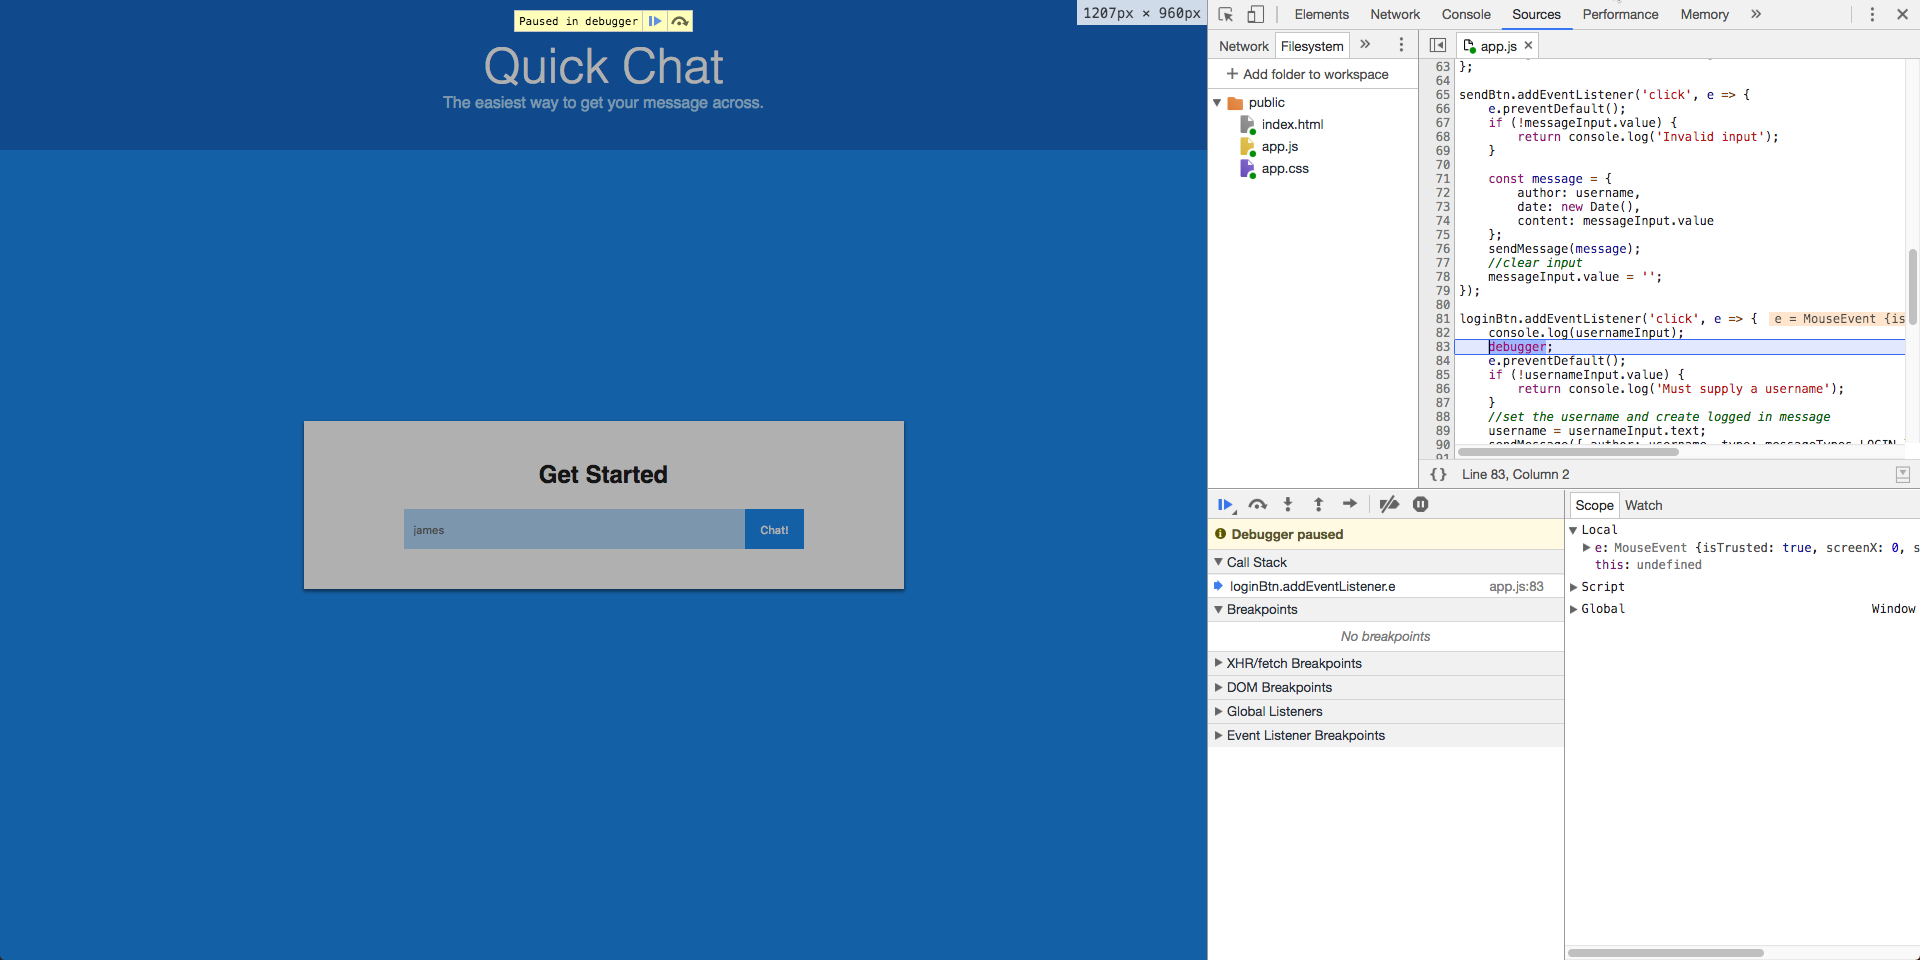 Paused in debugger
1207px × 960px
Quick Chat
The easiest way to get your message across.
Get Started
james
Chat!
Elements
Network
Console
Sources
Performance
Memory
»
Network
Filesystem
»
app.js ×
+ Add folder to workspace
public
index.html
app.js
app.css
63 };
64
65 sendBtn.addEventListener('click', e => {
66 e.preventDefault();
67 if (!messageInput.value) {
68 return console.log('Invalid input');
69 }
70
71 const message = {
72 author: username,
73 date: new Date(),
74 content: messageInput.value
75 };
76 sendMessage(message);
77 //clear input
78 messageInput.value = '';
79 });
80
81 loginBtn.addEventListener('click', e => { e = MouseEvent {is
82 console.log(usernameInput);
83 debugger;
84 e.preventDefault();
85 if (!usernameInput.value) {
86 return console.log('Must supply a username');
87 }
88 //set the username and create logged in message
89 username = usernameInput.text;
90 sendMessage({ author: username, type: messageTypes.LOGIN
91
{} Line 83, Column 2
Debugger paused
Call Stack
loginBtn.addEventListener.e app.js:83
Breakpoints
No breakpoints
XHR/fetch Breakpoints
DOM Breakpoints
Global Listeners
Event Listener Breakpoints
Scope
Watch
Local
e: MouseEvent {isTrusted: true, screenX: 0, s
this: undefined
Script
Global Window